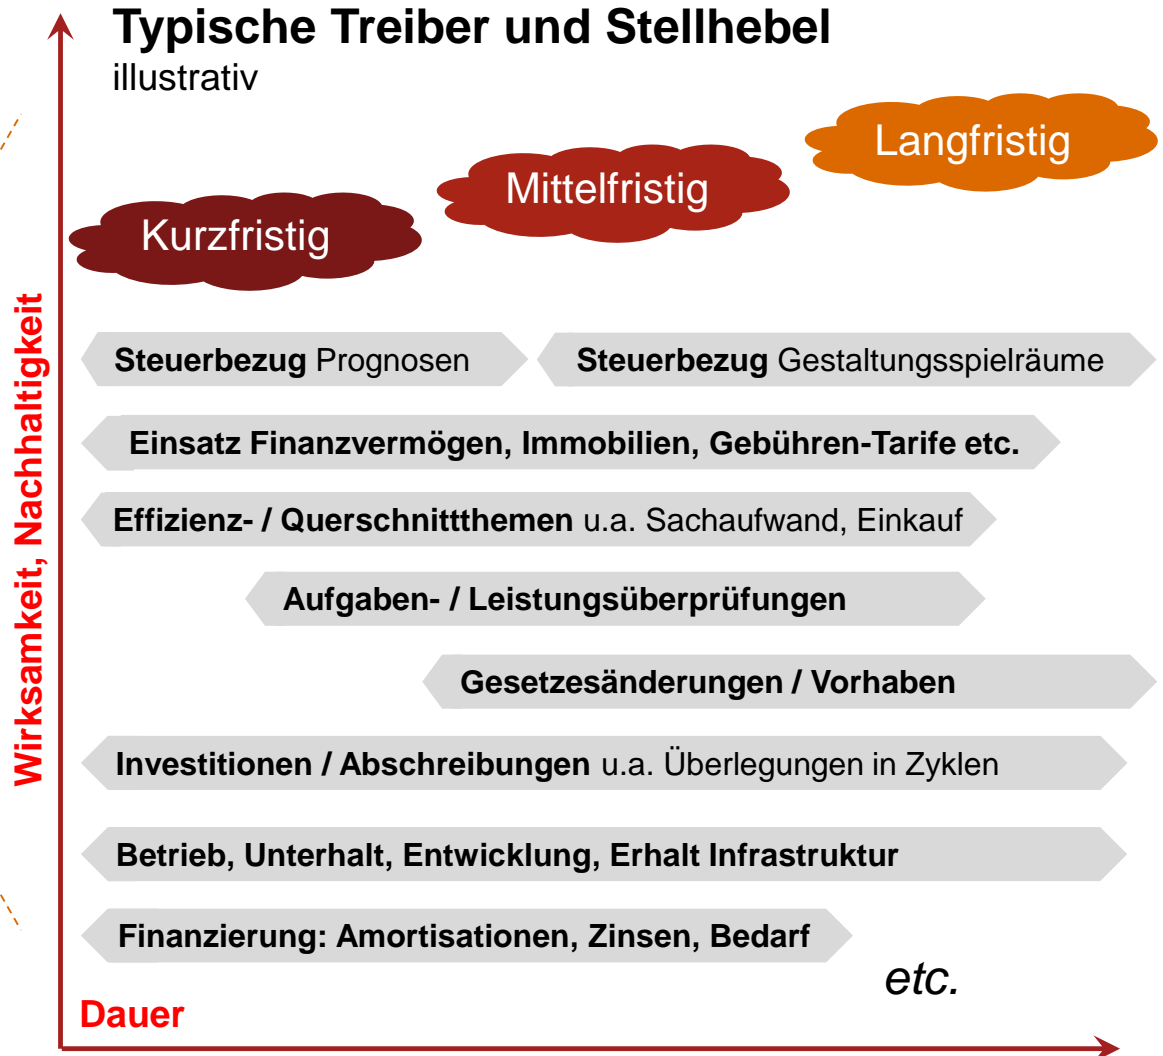 Typische Treiber und Stellhebel
illustrativ
Langfristig
Mittelfristig
Kurzfristig
Wirksamkeit, Nachhaltigkeit
Steuerbezug Prognosen
Steuerbezug Gestaltungsspielräume
Einsatz Finanzvermögen, Immobilien, Gebühren-Tarife etc.
Effizienz- / Querschnittthemen u.a. Sachaufwand, Einkauf
Aufgaben- / Leistungsüberprüfungen
Gesetzesänderungen / Vorhaben
Investitionen / Abschreibungen u.a. Überlegungen in Zyklen
Betrieb, Unterhalt, Entwicklung, Erhalt Infrastruktur
Finanzierung: Amortisationen, Zinsen, Bedarf
etc.
Dauer